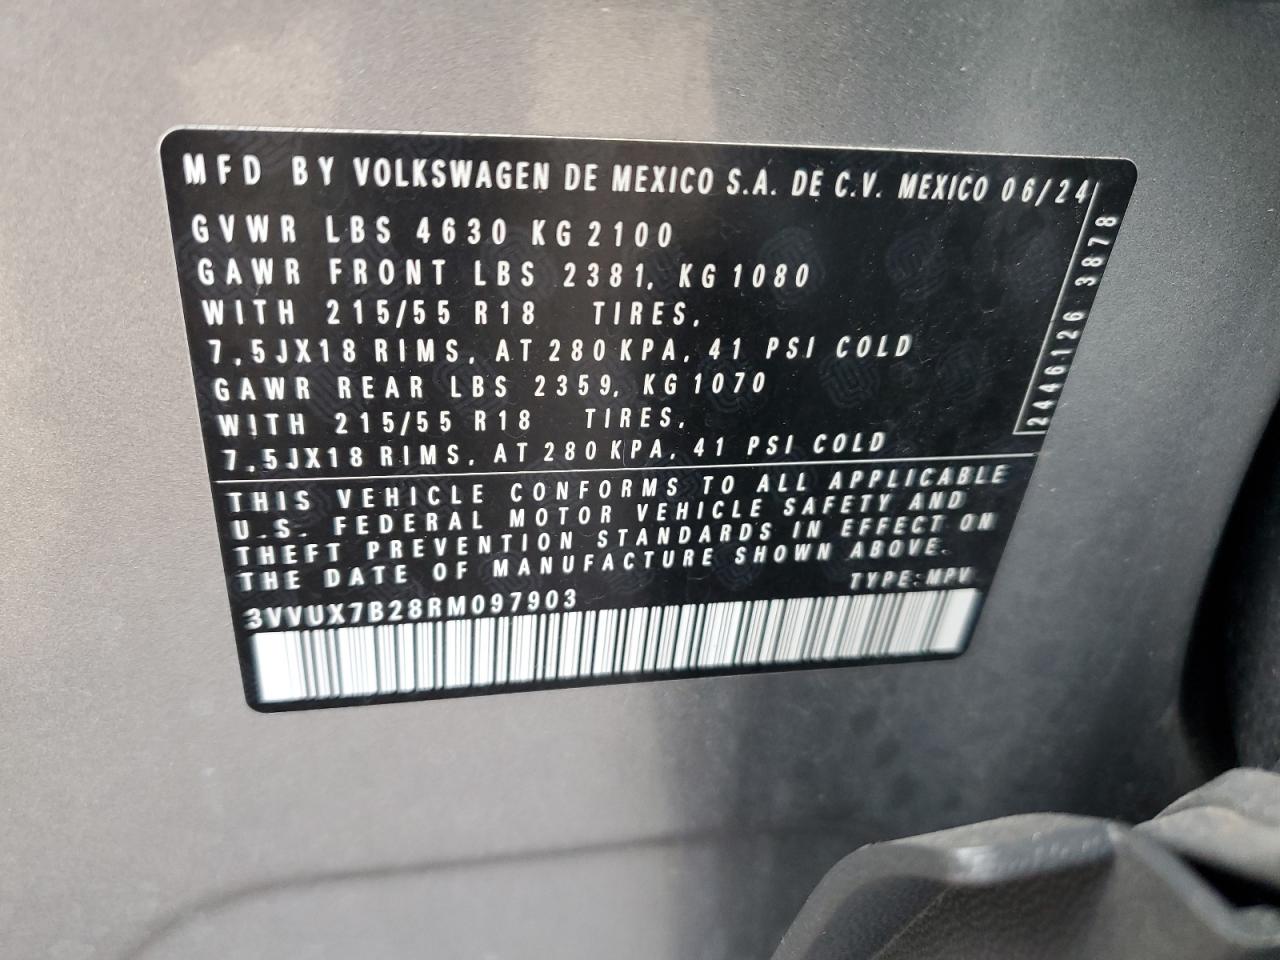 MFD BY VOLKSWAGEN DE MEXICO S.A. DE C.V. MEXICO 06/24
GVWR LBS 4630 KG 2100
GAWR FRONT LBS 2381, KG 1080
WITH 215/55 R18 TIRES,
7,5JX18 RIMS, AT 280 KPA, 41 PSI COLD
GAWR REAR LBS 2359, KG 1070
WITH 215/55 R18 TIRES,
7,5JX18 RIMS, AT 280 KPA, 41 PSI COLD
2446126 3878
THIS VEHICLE CONFORMS TO ALL APPLICABLE
U.S. FEDERAL MOTOR VEHICLE SAFETY AND
THEFT PREVENTION STANDARDS IN EFFECT ON
THE DATE OF MANUFACTURE SHOWN ABOVE.
TYPE: MPV
3VVUX7B28RM097903